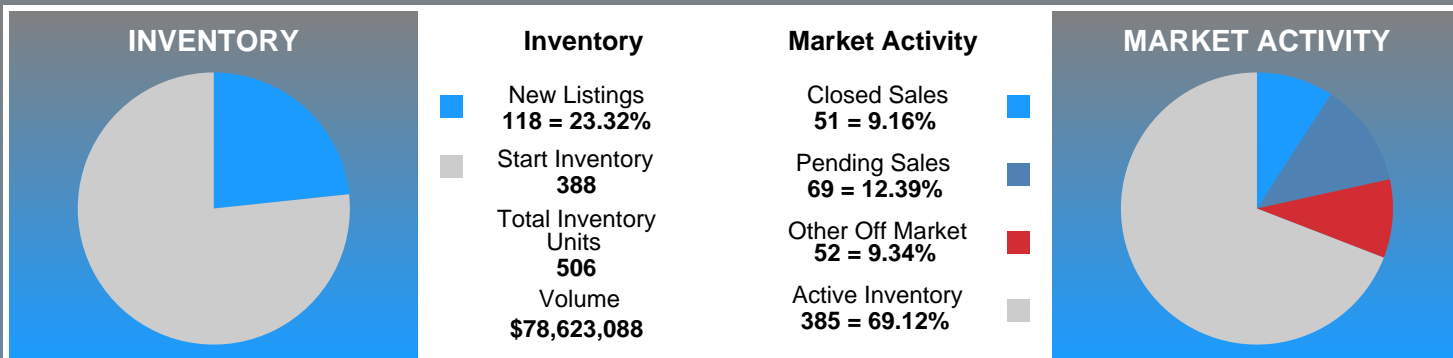 INVENTORY
Inventory
New Listings
118 = 23.32%
Start Inventory
388
Total Inventory
Units
506
Volume
$78,623,088
Market Activity
Closed Sales
51 = 9.16%
Pending Sales
69 = 12.39%
Other Off Market
52 = 9.34%
Active Inventory
385 = 69.12%
MARKET ACTIVITY